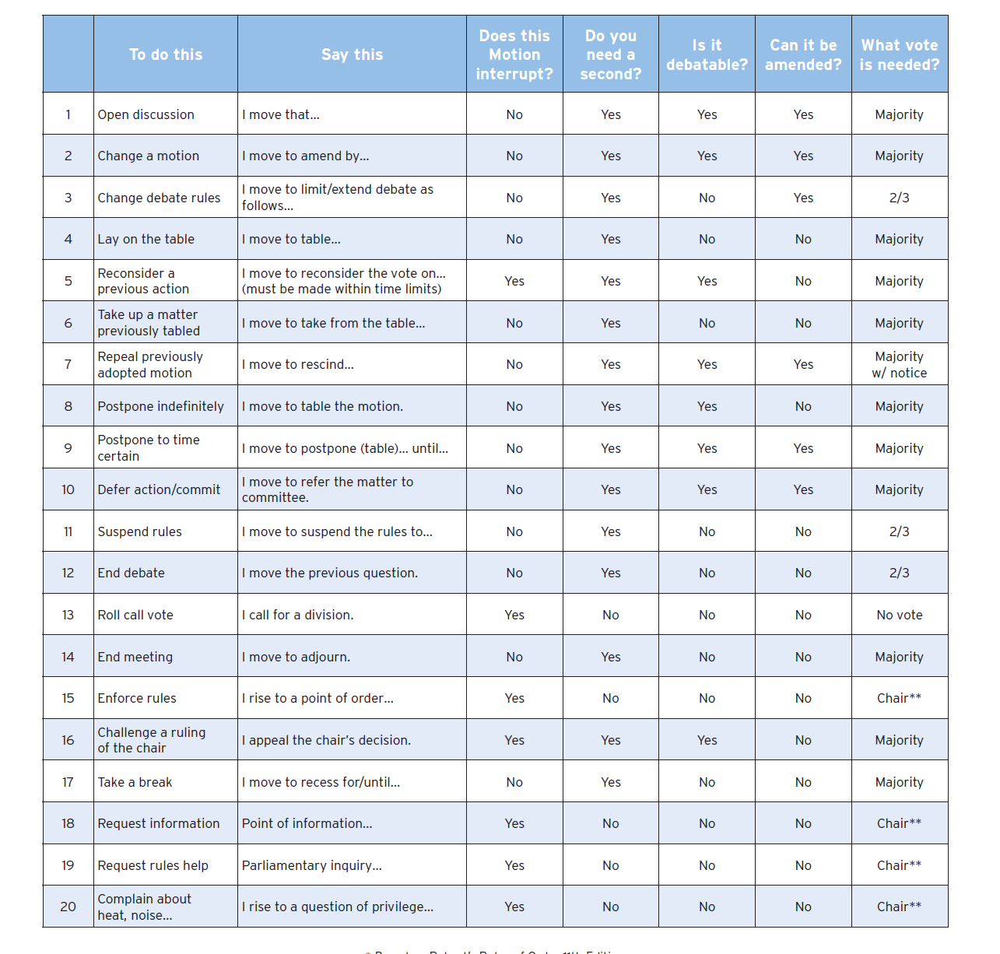 To do this
Say this
Does this
Motion
interrupt?
Do you
need a
second?
Is it
debatable?
Can it be
amended?
What vote
is needed?
1 Open discussion I move that... No Yes Yes Yes Majority
2 Change a motion I move to amend by... No Yes Yes Yes Majority
3 Change debate rules I move to limit/extend debate as
follows... No Yes No Yes 2/3
4 Lay on the table I move to table... No Yes No No Majority
5 Reconsider a
previous action I move to reconsider the vote on...
(must be made within time limits) Yes Yes Yes No Majority
6 Take up a matter
previously tabled I move to take from the table... No Yes No No Majority
7 Repeal previously
adopted motion I move to rescind... No Yes Yes Yes Majority
w/ notice
8 Postpone indefinitely I move to table the motion. No Yes Yes No Majority
9 Postpone to time
certain I move to postpone (table)... until... No Yes Yes Yes Majority
10 Defer action/commit I move to refer the matter to
committee. No Yes Yes Yes Majority
11 Suspend rules I move to suspend the rules to... No Yes No No 2/3
12 End debate I move the previous question. No Yes No No 2/3
13 Roll call vote I call for a division. Yes No No No No vote
14 End meeting I move to adjourn. No Yes No No Majority
15 Enforce rules I rise to a point of order... Yes No No No Chair**
16 Challenge a ruling
of the chair I appeal the chair's decision. Yes Yes Yes No Majority
17 Take a break I move to recess for/until... No Yes No No Majority
18 Request information Point of information... Yes No No No Chair**
19 Request rules help Parliamentary inquiry... Yes No No No Chair**
20 Complain about
heat, noise... I rise to a question of privilege... Yes No No No Chair**